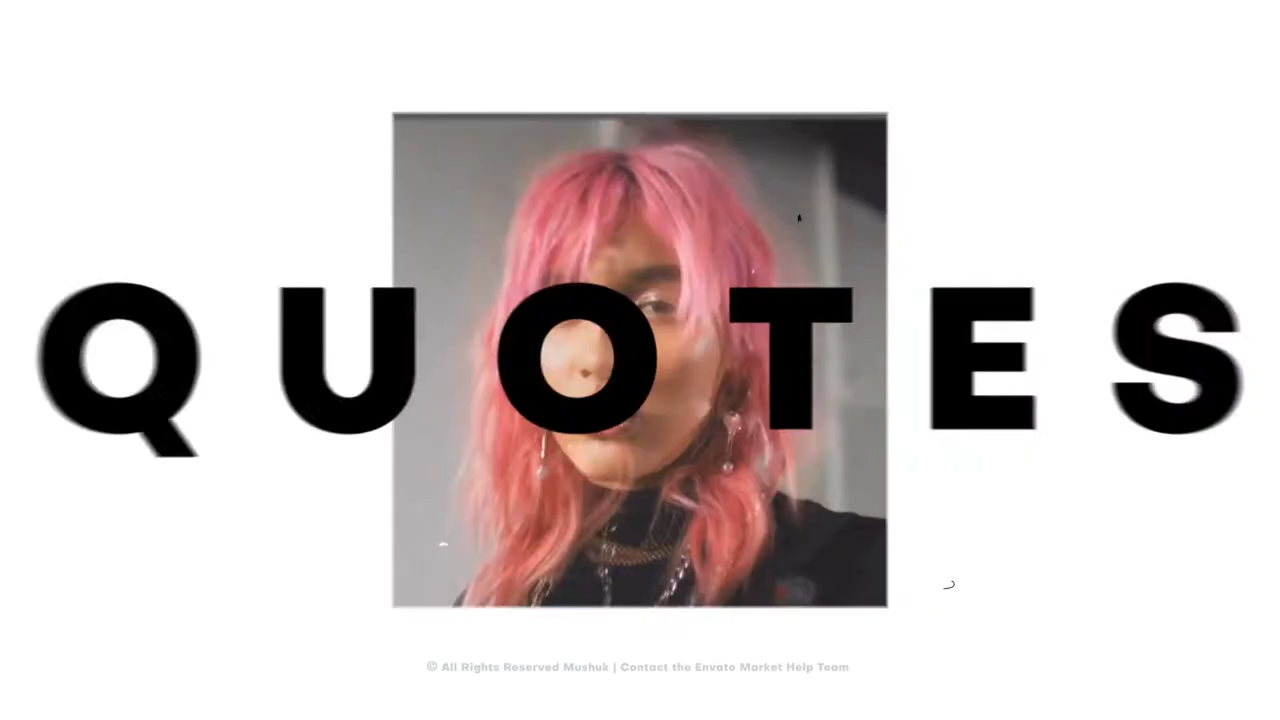 QUOTES
© All Rights Reserved Mushuk | Contact the Envato Market Help Team